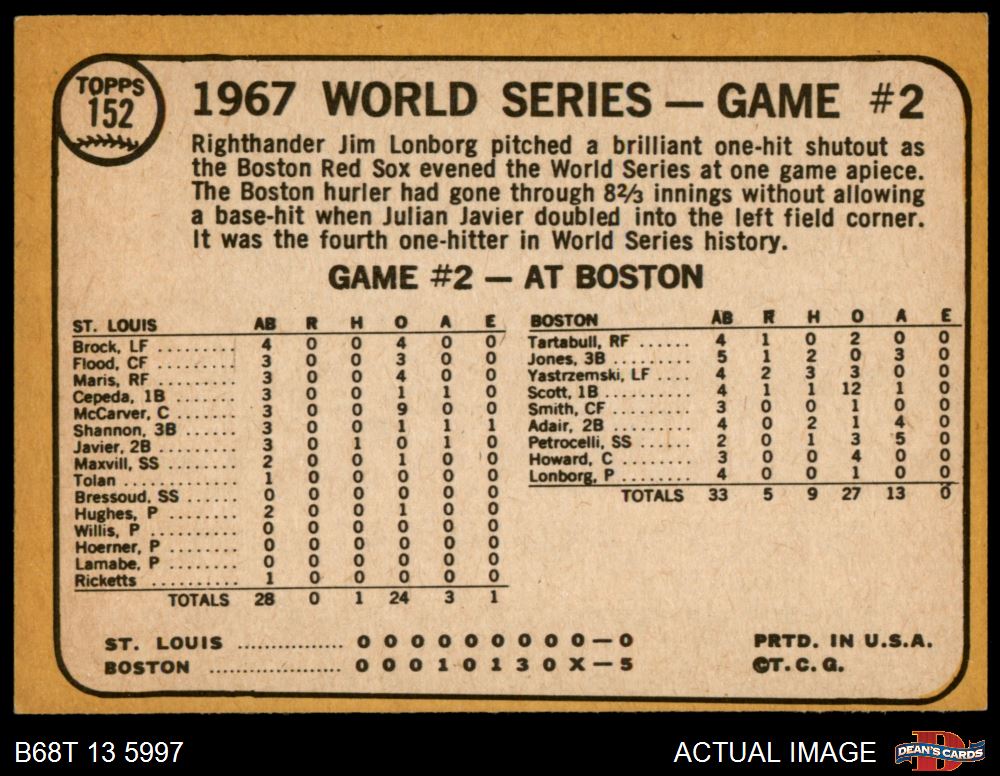 TOPPS
152
1967 WORLD SERIES — GAME #2
Righthander Jim Lonborg pitched a brilliant one-hit shutout as
the Boston Red Sox evened the World Series at one game apiece.
The Boston hurler had gone through 8⅔ innings without allowing
a base-hit when Julian Javier doubled into the left field corner.
It was the fourth one-hitter in World Series history.
GAME #2 — AT BOSTON
ST. LOUIS AB R H O A E
Brock, LF ......... 4 0 0 4 0 0
Flood, CF ......... 3 0 0 3 0 0
Maris, RF ......... 3 0 0 4 0 0
Cepeda, 1B ....... 3 0 0 1 1 0
McCarver, C ...... 3 0 0 9 0 0
Shannon, 3B ...... 3 0 0 1 1 1
Javier, 2B ........ 3 0 1 0 1 0
Maxvill, SS ........ 2 0 0 1 0 0
Tolan ............. 1 0 0 0 0 0
Bressoud, SS ...... 0 0 0 0 0 0
Hughes, P ........ 2 0 0 1 0 0
Willis, P .......... 0 0 0 0 0 0
Hoerner, P ........ 0 0 0 0 0 0
Lamabe, P ........ 0 0 0 0 0 0
Ricketts .......... 1 0 0 0 0 0
TOTALS 28 0 1 24 3 1
BOSTON AB R H O A E
Tartabull, RF ...... 4 1 0 2 0 0
Jones, 3B ......... 5 1 2 0 3 0
Yastrzemski, LF .... 4 2 3 3 0 0
Scott, 1B ......... 4 1 1 12 1 0
Smith, CF ......... 3 0 0 1 0 0
Adair, 2B ......... 4 0 2 1 4 0
Petrocelli, SS ...... 2 0 1 3 5 0
Howard, C ........ 3 0 0 4 0 0
Lonborg, P ........ 4 0 0 1 0 0
TOTALS 33 5 9 27 13 0
ST. LOUIS ................ 0 0 0 0 0 0 0 0 0 — 0
BOSTON .................. 0 0 0 1 0 1 3 0 X — 5
PRTD. IN U.S.A.
©T. C. G.
B68T 13 5997
ACTUAL IMAGE
DEAN'S CARDS